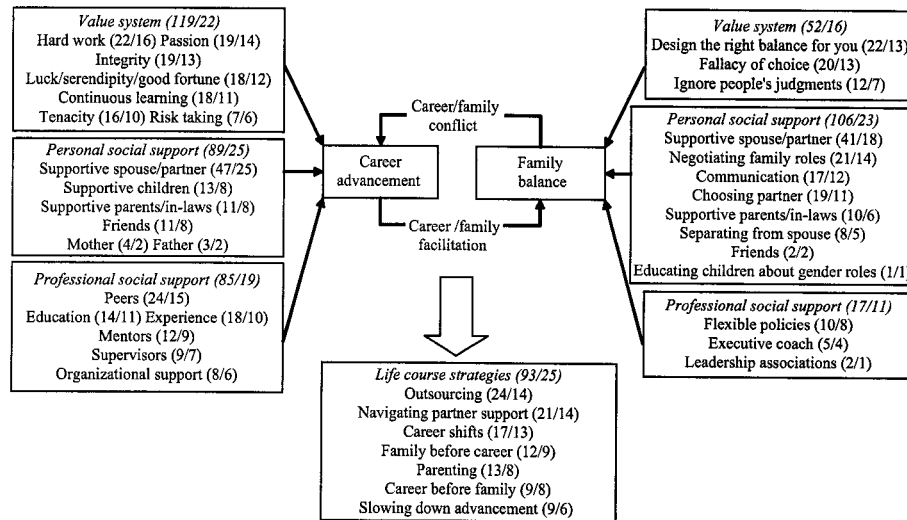 Value system (119/22)
Hard work (22/16) Passion (19/14)
Integrity (19/13)
Luck/serendipity/good fortune (18/12)
Continuous learning (18/11)
Tenacity (16/10) Risk taking (7/6)
Personal social support (89/25)
Supportive spouse/partner (47/25)
Supportive children (13/8)
Supportive parents/in-laws (11/8)
Friends (11/8)
Mother (4/2) Father (3/2)
Professional social support (85/19)
Peers (24/15)
Education (14/11) Experience (18/10)
Mentors (12/9)
Supervisors (9/7)
Organizational support (8/6)
Career/family
conflict
Career
advancement
Family
balance
Career /family
facilitation
Value system (52/16)
Design the right balance for you (22/13)
Fallacy of choice (20/13)
Ignore people's judgments (12/7)
Personal social support (106/23)
Supportive spouse/partner (41/18)
Negotiating family roles (21/14)
Communication (17/12)
Choosing partner (19/11)
Supportive parents/in-laws (10/6)
Separating from spouse (8/5)
Friends (2/2)
Educating children about gender roles (1/1)
Professional social support (17/11)
Flexible policies (10/8)
Executive coach (5/4)
Leadership associations (2/1)
Life course strategies (93/25)
Outsourcing (24/14)
Navigating partner support (21/14)
Career shifts (17/13)
Family before career (12/9)
Parenting (13/8)
Career before family (9/8)
Slowing down advancement (9/6)